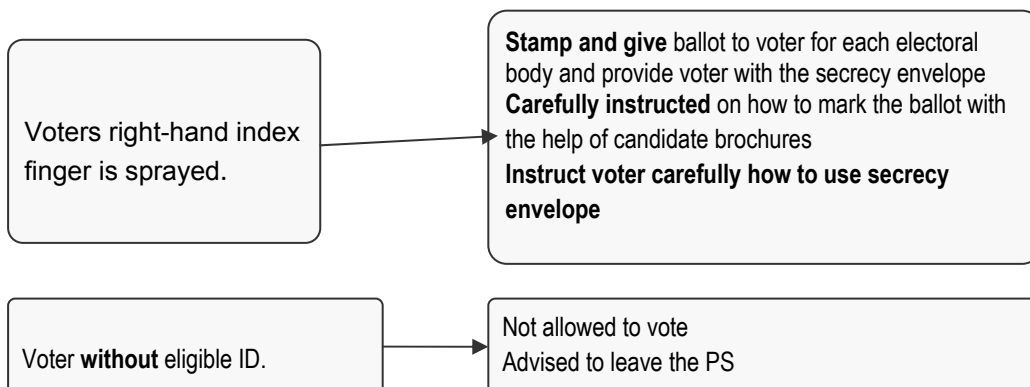 Voters right-hand index
finger is sprayed.
Stamp and give ballot to voter for each electoral
body and provide voter with the secrecy envelope
Carefully instructed on how to mark the ballot with
the help of candidate brochures
Instruct voter carefully how to use secrecy
envelope
Voter without eligible ID.
Not allowed to vote
Advised to leave the PS